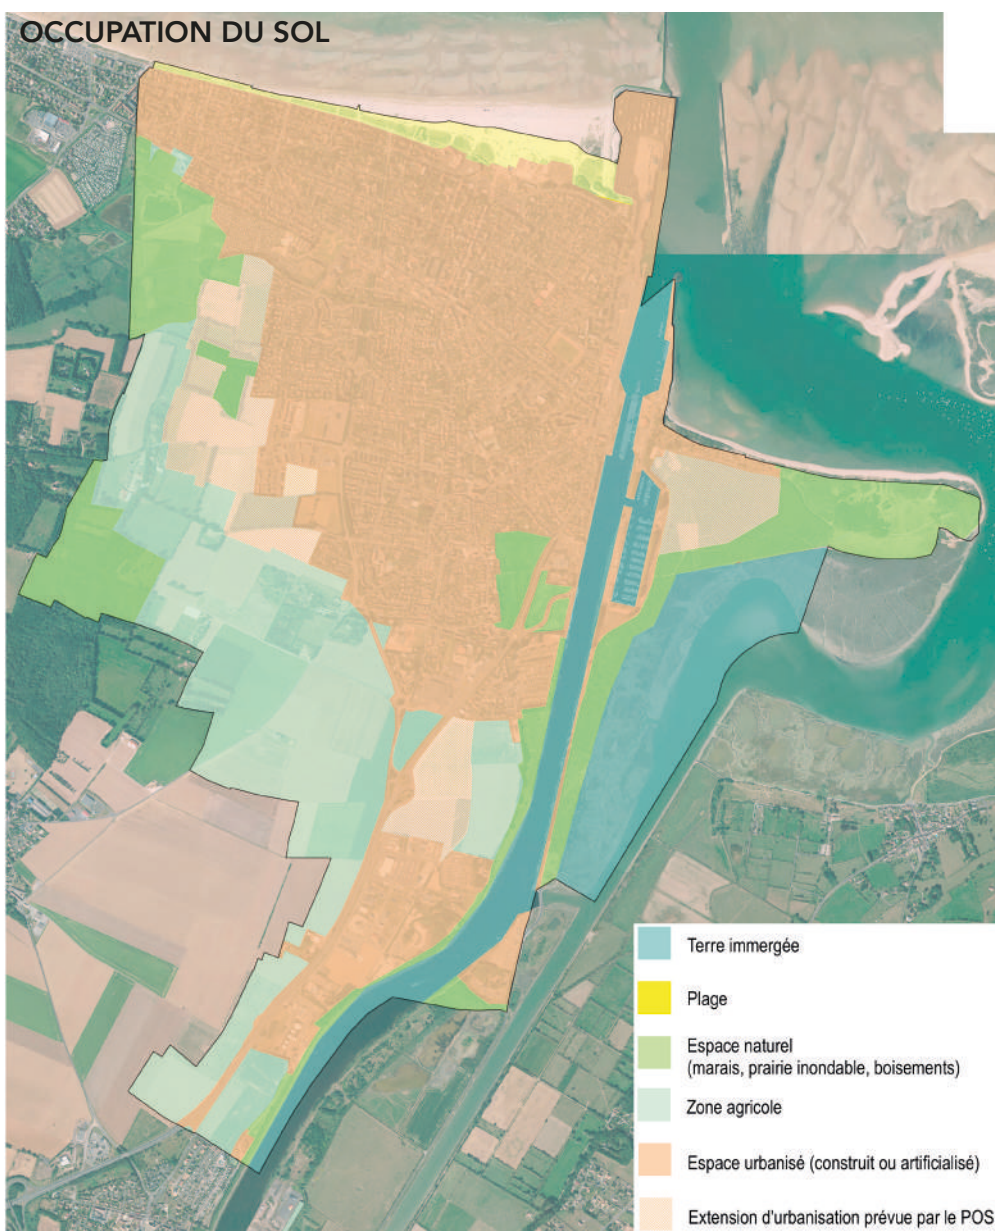 OCCUPATION DU SOL
Terre immergée
Plage
Espace naturel
(marais, prairie inondable, boisements)
Zone agricole
Espace urbanisé (construit ou artificialisé)
Extension d'urbanisation prévue par le POS